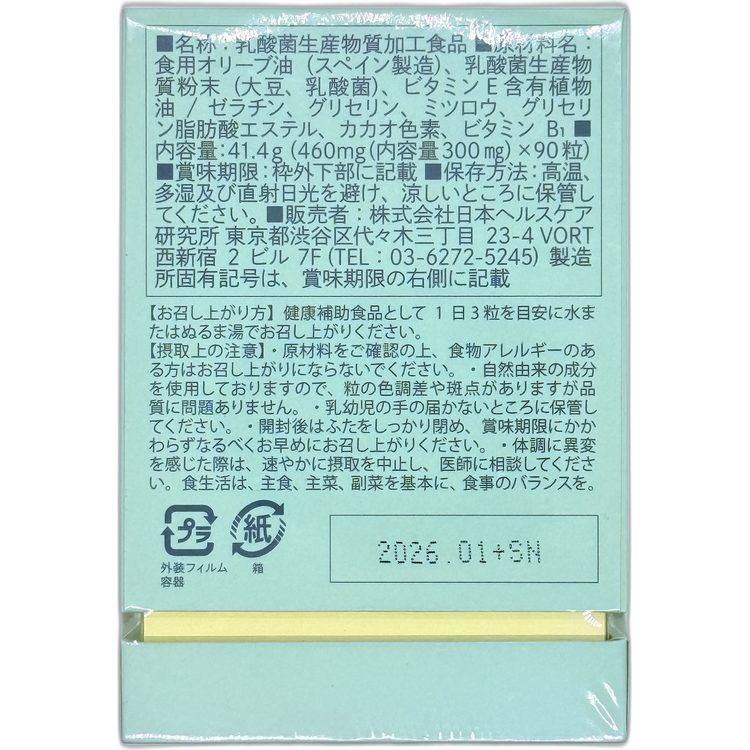 ■名称：乳酸菌生産物質加工食品 ■原材料名：
食用オリーブ油（スペイン製造）、乳酸菌生産物
質粉末（大豆、乳酸菌）、ビタミンE含有植物
油 / ゼラチン、グリセリン、ミツロウ、グリセリ
ン脂肪酸エステル、カカオ色素、ビタミン B₁ ■
内容量：41.4g (460mg(内容量300㎎)×90粒)
■賞味期限：枠外下部に記載 ■保存方法：高温、
多湿及び直射日光を避け、涼しいところに保管
してください。■販売者：株式会社日本ヘルスケア
研究所 東京都渋谷区代々木三丁目 23-4 VORT
西新宿 2 ビル 7F (TEL：03-6272-5245) 製造
所固有記号は、賞味期限の右側に記載
【お召し上がり方】健康補助食品として 1 日 3 粒を目安に水ま
たはぬるま湯でお召し上がりください。
【摂取上の注意】・原材料をご確認の上、食物アレルギーのあ
る方はお召し上がりにならないでください。・自然由来の成分
を使用しておりますので、粒の色調差や斑点がありますが品
質に問題ありません。・乳幼児の手の届かないところに保管し
てください。・開封後はふたをしっかり閉め、賞味期限にかか
わらずなるべくお早めにお召し上がりください。・体調に異変
を感じた際は、速やかに摂取を中止し、医師に相談してくださ
い。食生活は、主食、主菜、副菜を基本に、食事のバランスを。
プラ 紙
外装フィルム 箱
容器
2026.01+SN